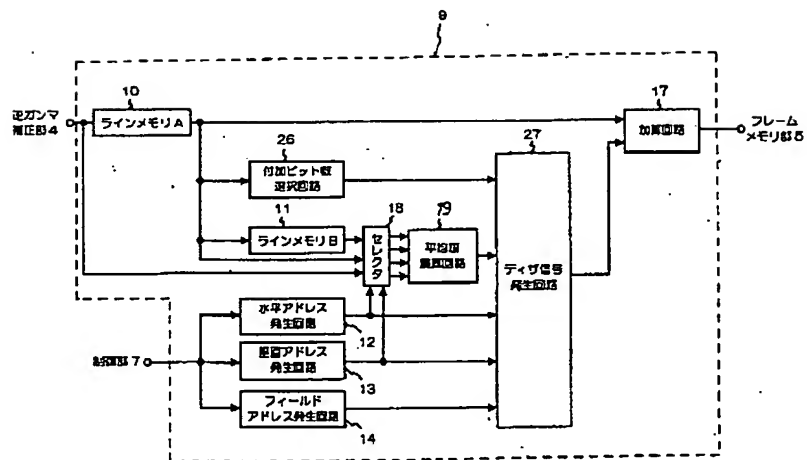 9
逆ガンマ
補正部4
10
ラインメモリ A
17
加算回路
フレーム
メモリ部5
26
付加ビット数
選択回路
27
ディザ信号
発生回路
11
ラインメモリ B
18
セレクタ
19
平均値
回路
水平アドレス
発生回路
12
制御部7
垂直アドレス
発生回路
13
フィールド
アドレス発生回路
14